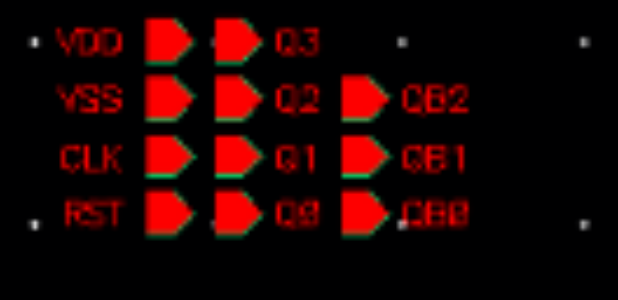 VDD Q3
VSS Q2 QB2
CLK Q1 QB1
RST Q0 QB0